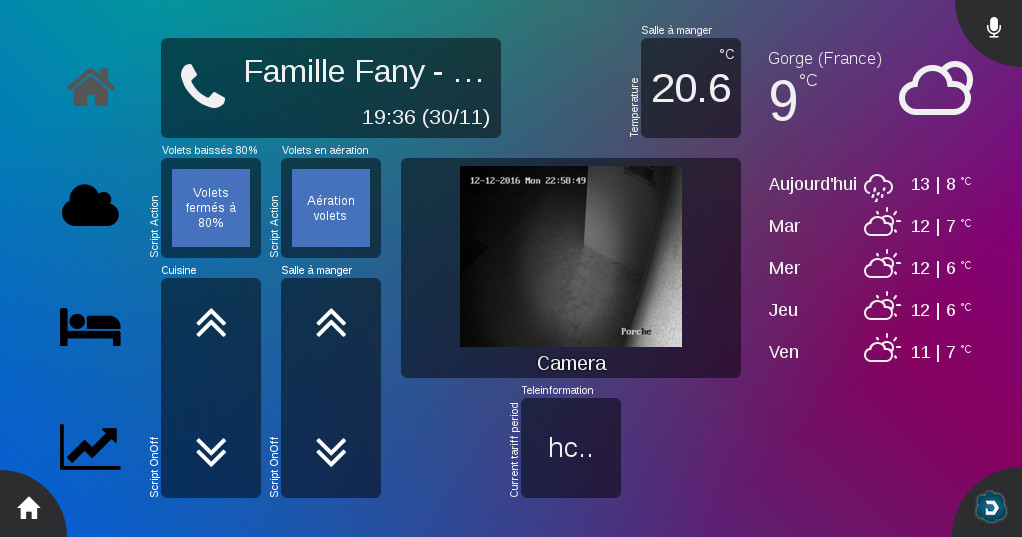 Famille Fany - ...
19:36 (30/11)
Salle à manger
Temperature
°C
20.6
Gorge (France)
9 °C
Volets baissés 80%
Script Action
Volets
fermés à
80%
Volets en aération
Script Action
Aération
volets
12-12-2016 Mon 22:58:49
Porche
Camera
Aujourd'hui 13 | 8 °C
Mar 12 | 7 °C
Mer 12 | 6 °C
Jeu 12 | 6 °C
Ven 11 | 7 °C
Cuisine
Script OnOff
Salle à manger
Script OnOff
Teleinformation
Current tariff period
hc..